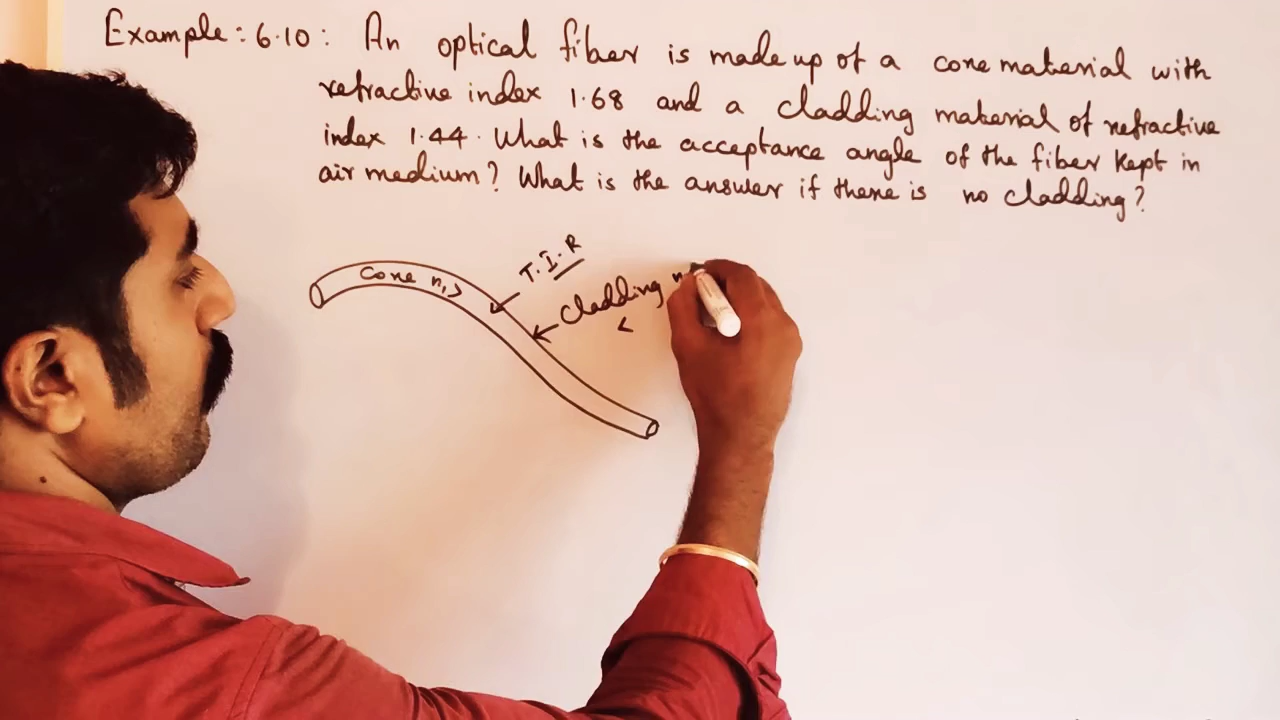 Example: 6.10: An optical fiber is made up of a core material with
refractive index 1.68 and a cladding material of refractive
index 1.44. What is the acceptance angle of the fiber kept in
air medium? What is the answer if there is no cladding?
T.I.R
Core n₁ >
Cladding n
<